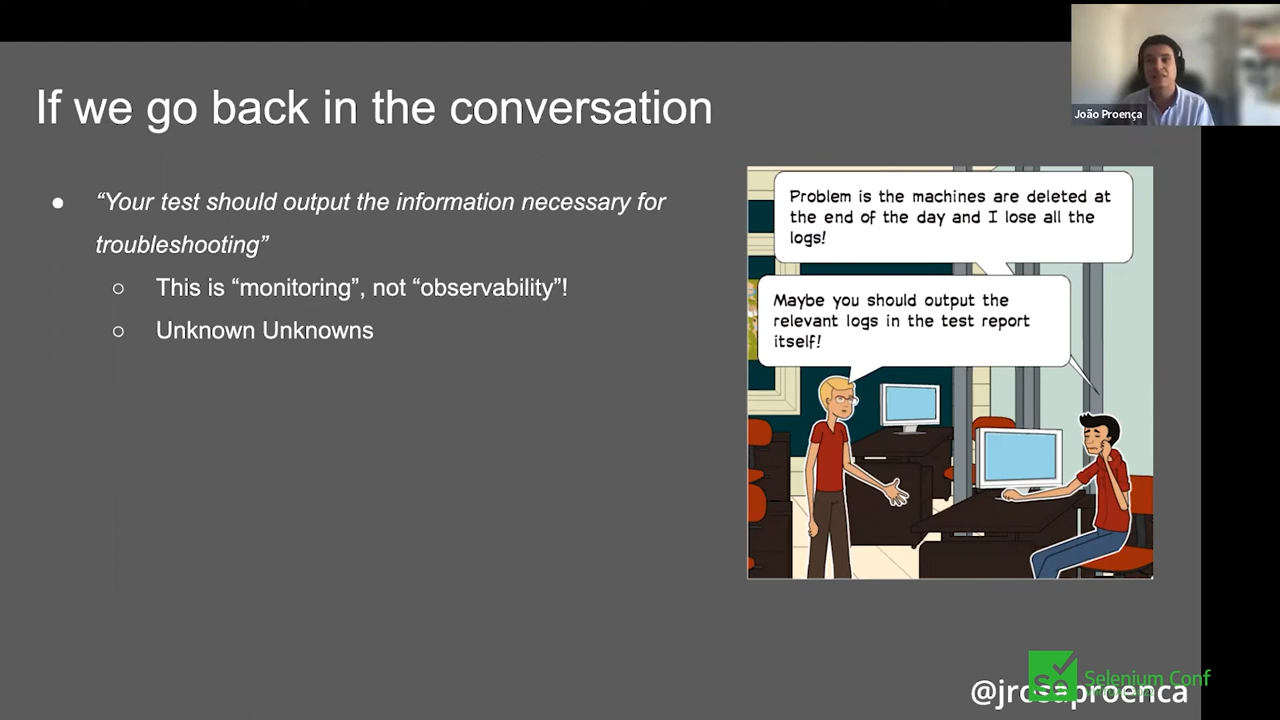 If we go back in the conversation
João Proença
● “Your test should output the information necessary for
troubleshooting”
○ This is “monitoring”, not “observability”!
○ Unknown Unknowns
Problem is the machines are deleted at
the end of the day and I lose all the
logs!
Maybe you should output the
relevant logs in the test report
itself!
@jrosaproenca
Se
Selenium Conf